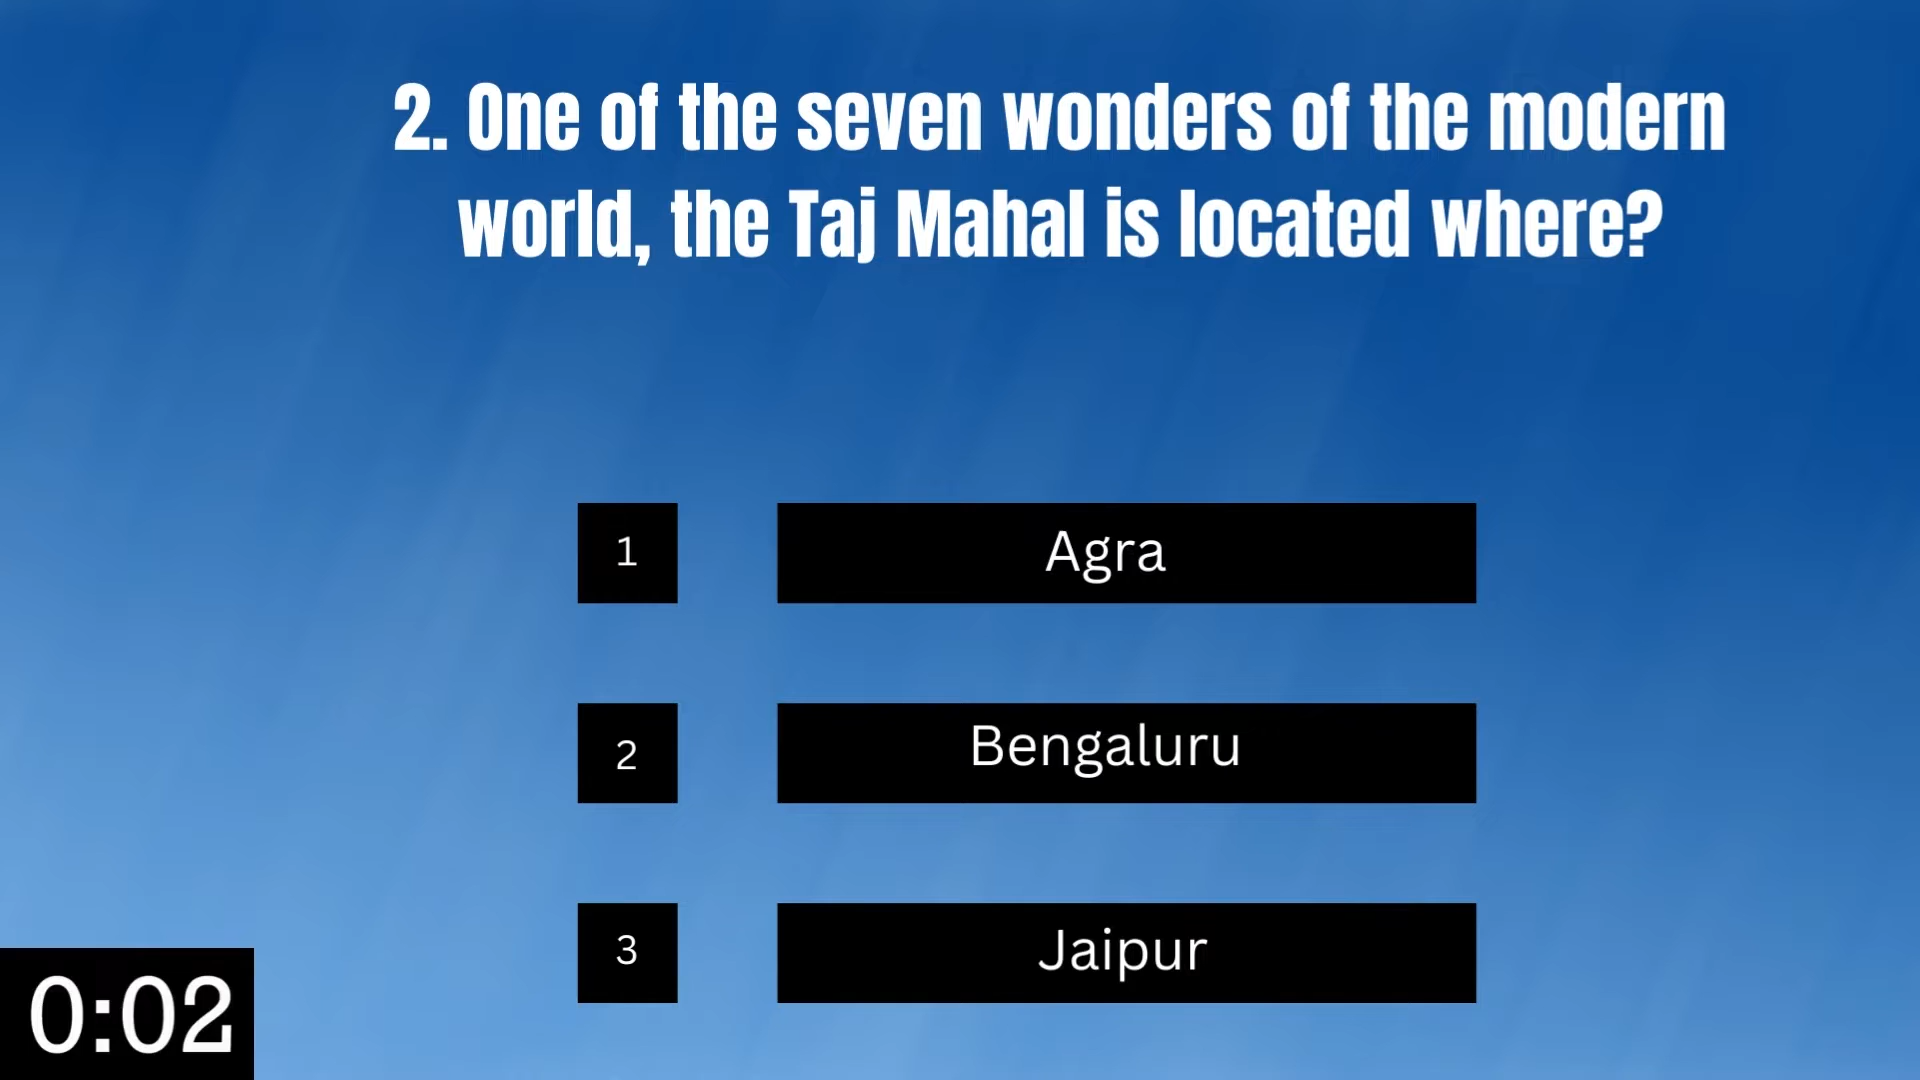 2. One of the seven wonders of the modern
world, the Taj Mahal is located where?
1
Agra
2
Bengaluru
3
Jaipur
0:02